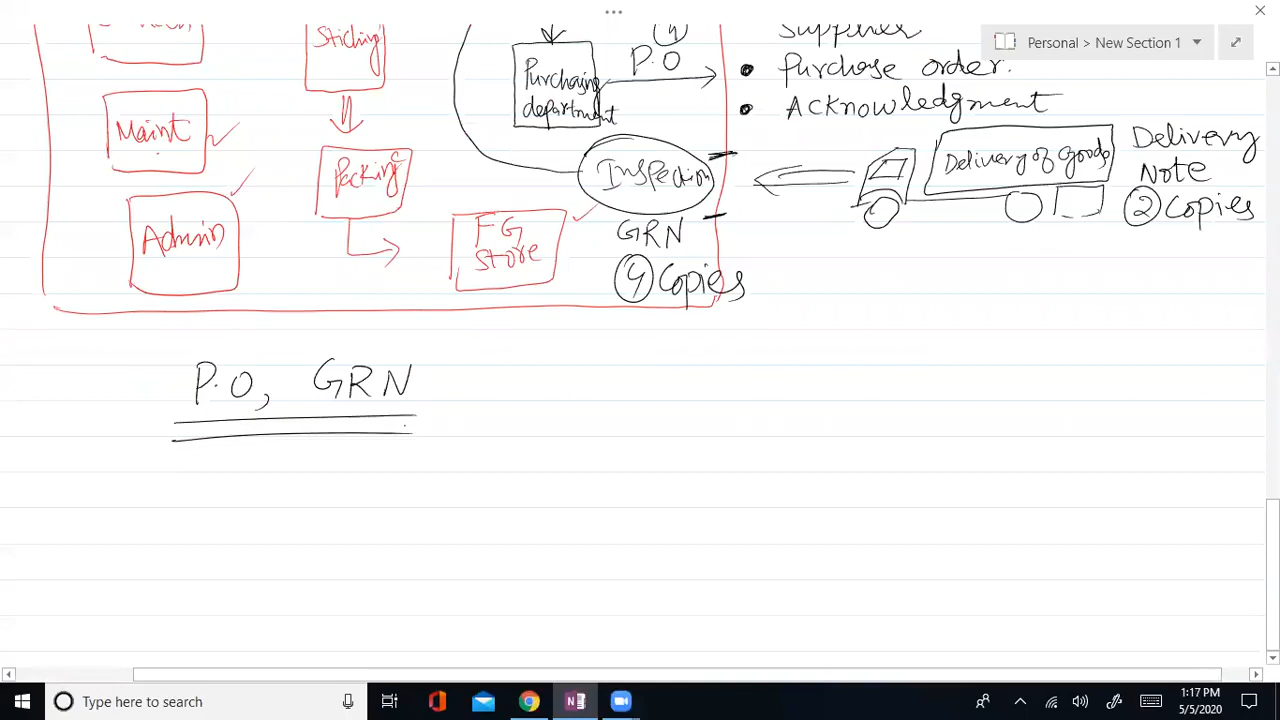 Personal > New Section 1
Stiching
Supplier
P.O
Purchase order.
Purchasing
department
Acknowledgment
Maint
Packing
Inspection
Delivery of goods
Delivery
Note
2 Copies
Admin
FG
Store
GRN
4 Copies
P.O, GRN
Type here to search
1:17 PM
5/5/2020